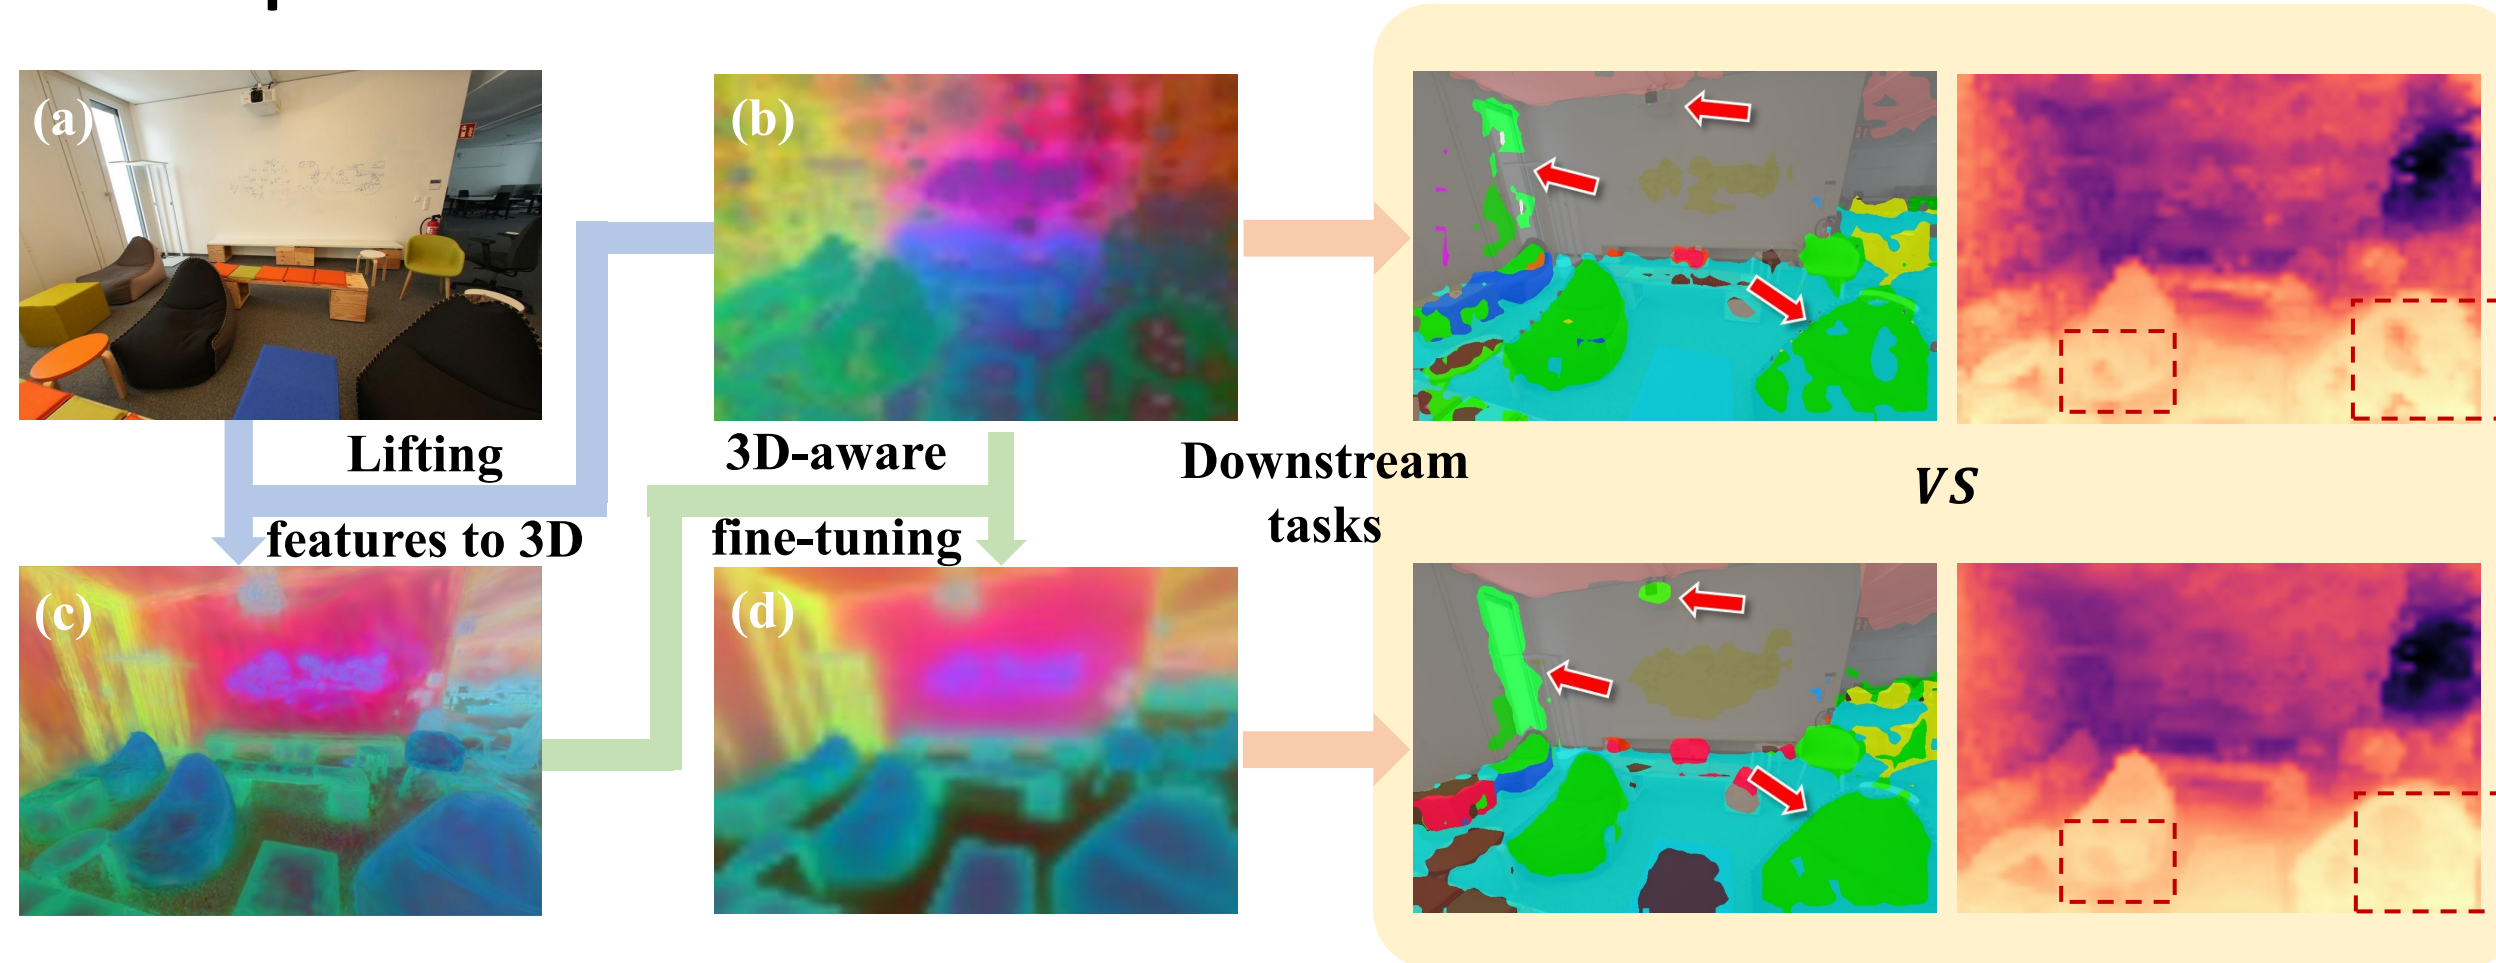 (a)
(b)
Lifting
features to 3D
3D-aware
fine-tuning
Downstream
tasks
VS
(c)
(d)